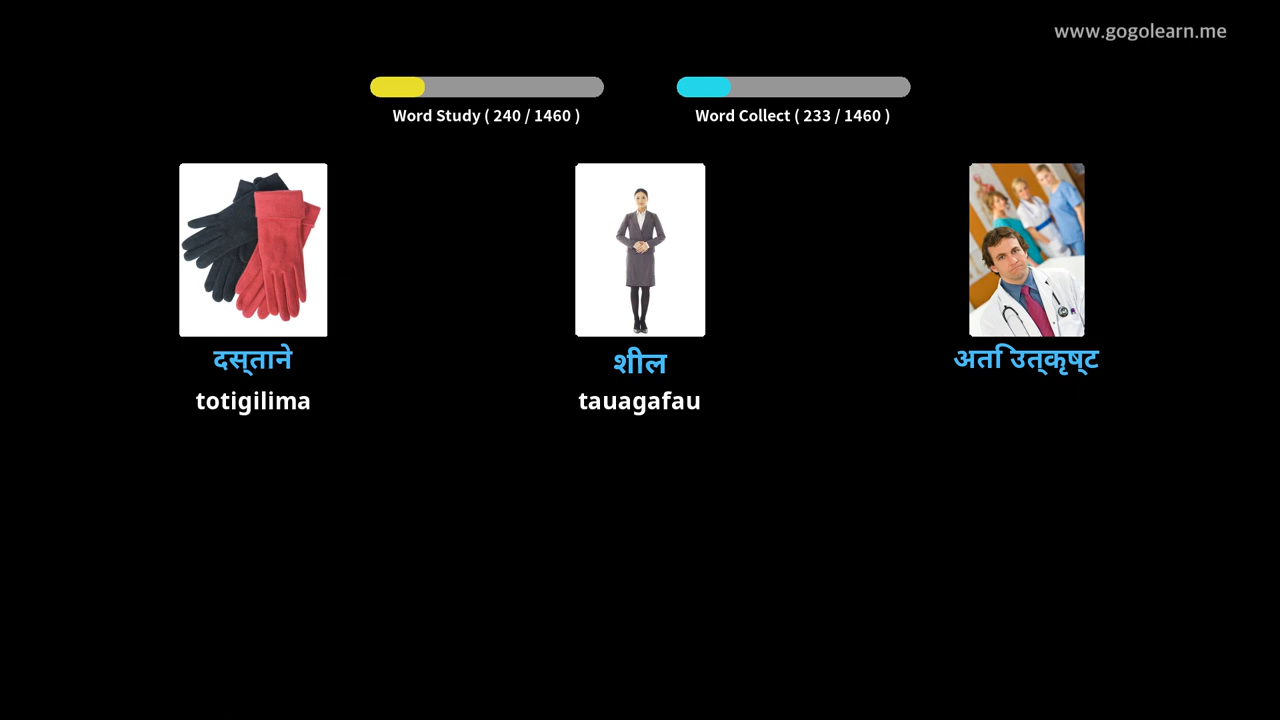 www.gogolearn.me
Word Study ( 240 / 1460 )
Word Collect ( 233 / 1460 )
दस्ताने
शील
अति उत्कृष्ट
totigilima
tauagafau